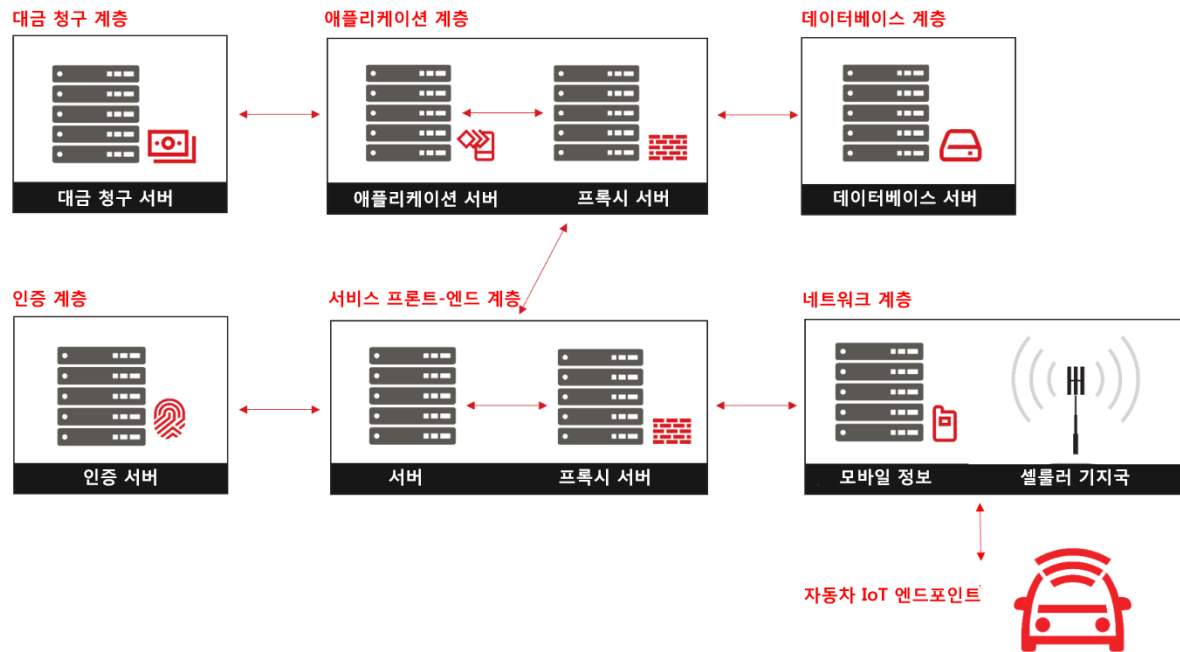 대금 청구 계층
애플리케이션 계층
데이터베이스 계층
대금 청구 서버
애플리케이션 서버
프록시 서버
데이터베이스 서버
인증 계층
서비스 프론트-엔드 계층
네트워크 계층
인증 서버
서버
프록시 서버
모바일 정보
셀룰러 기지국
자동차 IoT 엔드포인트